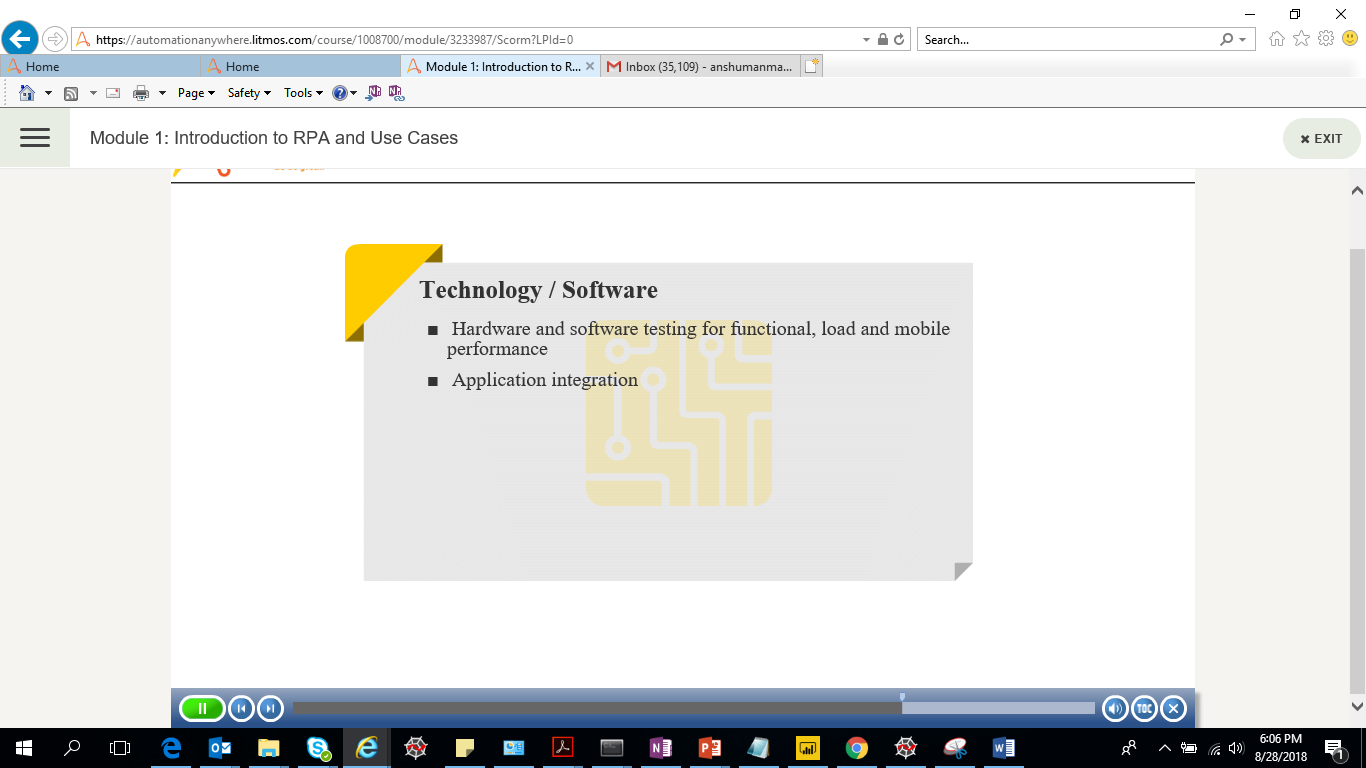 https://automationanywhere.litmos.com/course/1008700/module/3233987/Scorm?LPId=0
Search...
Home
Home
Module 1: Introduction to R...
Inbox (35,109) - anshumanma...
Page
Safety
Tools
Module 1: Introduction to RPA and Use Cases
EXIT
Technology / Software
■ Hardware and software testing for functional, load and mobile
performance
■ Application integration
TOC
6:06 PM
8/28/2018
1